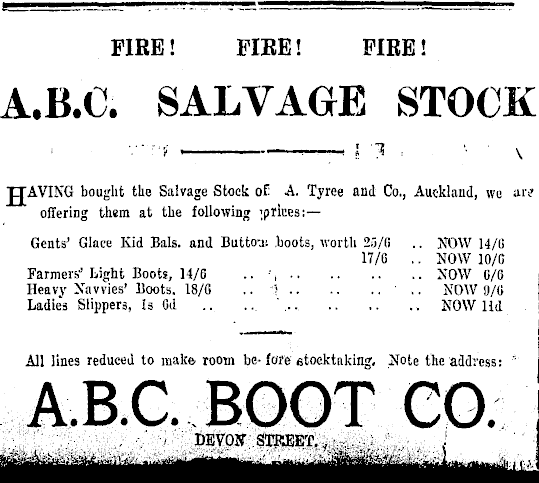 FIRE! FIRE! FIRE!
A.B.C. SALVAGE STOCK
HAVING bought the Salvage Stock of A. Tyree and Co., Auckland, we are
offering them at the following prices:—
Gents' Glace Kid Bals. and Button boots, worth 25/6 .. NOW 14/6
17/6 .. NOW 10/6
Farmers' Light Boots, 14/6 .. .. .. .. .. NOW 6/6
Heavy Navvies' Boots, 18/6 .. .. .. .. .. NOW 9/6
Ladies Slippers, 1s 6d .. .. .. .. .. .. NOW 11d
All lines reduced to make room be- fore stocktaking. Note the address:
A.B.C. BOOT CO.
DEVON STREET.